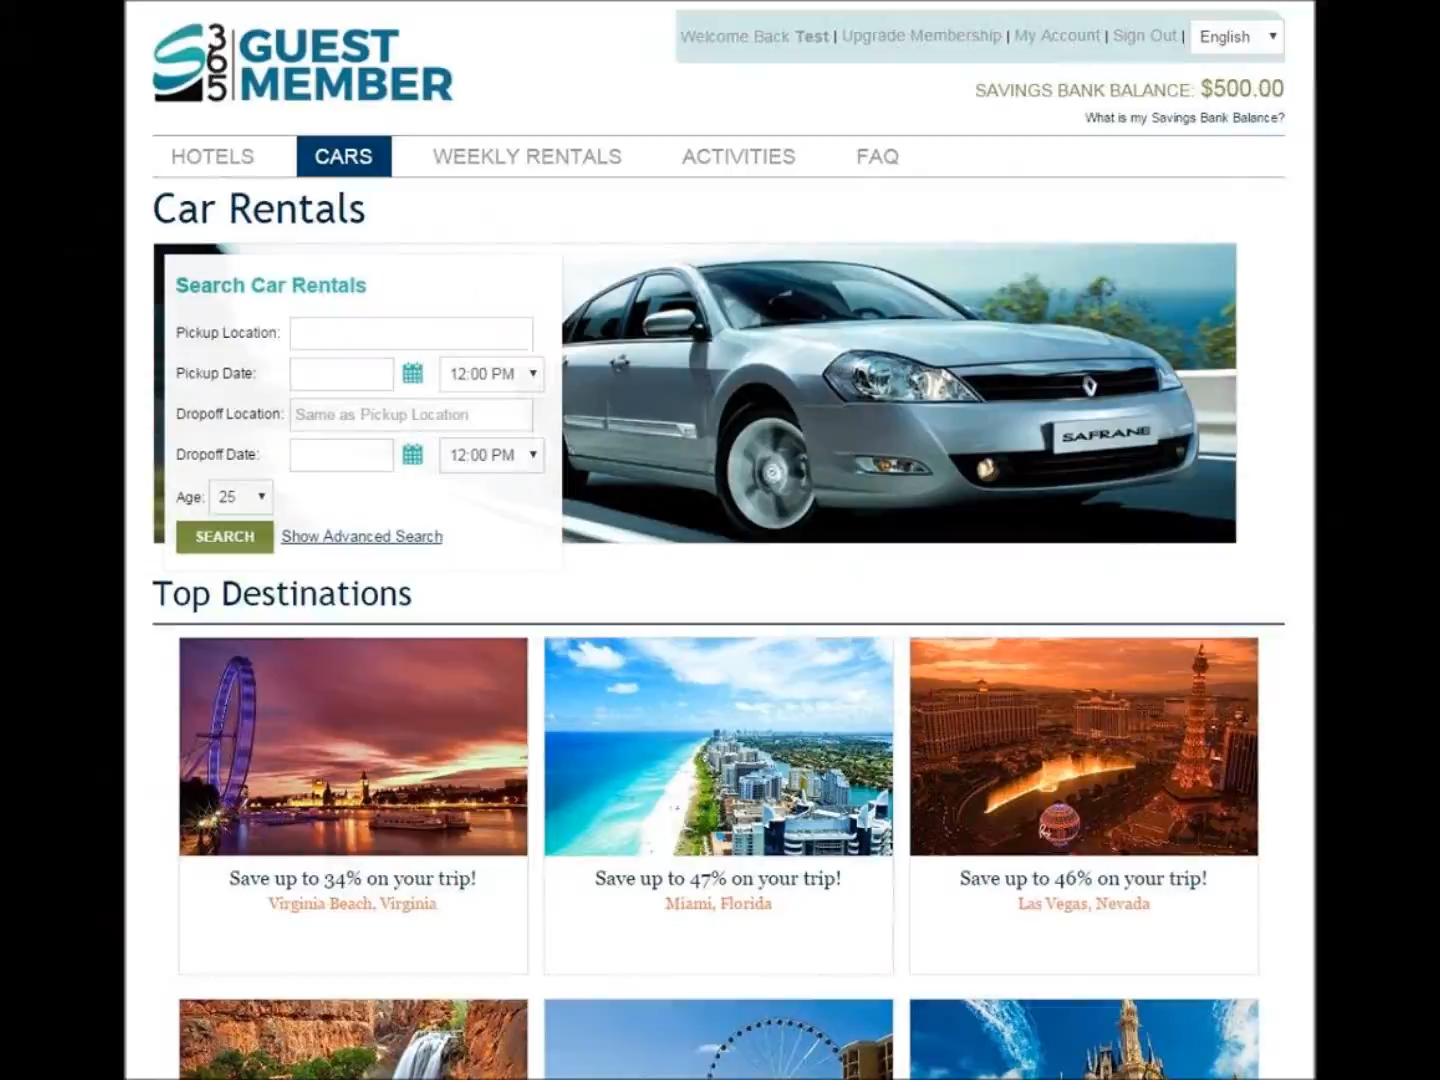 365 GUEST MEMBER
Welcome Back Test | Upgrade Membership | My Account | Sign Out | English
SAVINGS BANK BALANCE: $500.00
What is my Savings Bank Balance?
HOTELS CARS WEEKLY RENTALS ACTIVITIES FAQ
Car Rentals
Search Car Rentals
Pickup Location:
Pickup Date: 12:00 PM
Dropoff Location: Same as Pickup Location
Dropoff Date: 12:00 PM
Age: 25
SEARCH Show Advanced Search
SAFRANE
Top Destinations
Save up to 34% on your trip!
Virginia Beach, Virginia
Save up to 47% on your trip!
Miami, Florida
Save up to 46% on your trip!
Las Vegas, Nevada